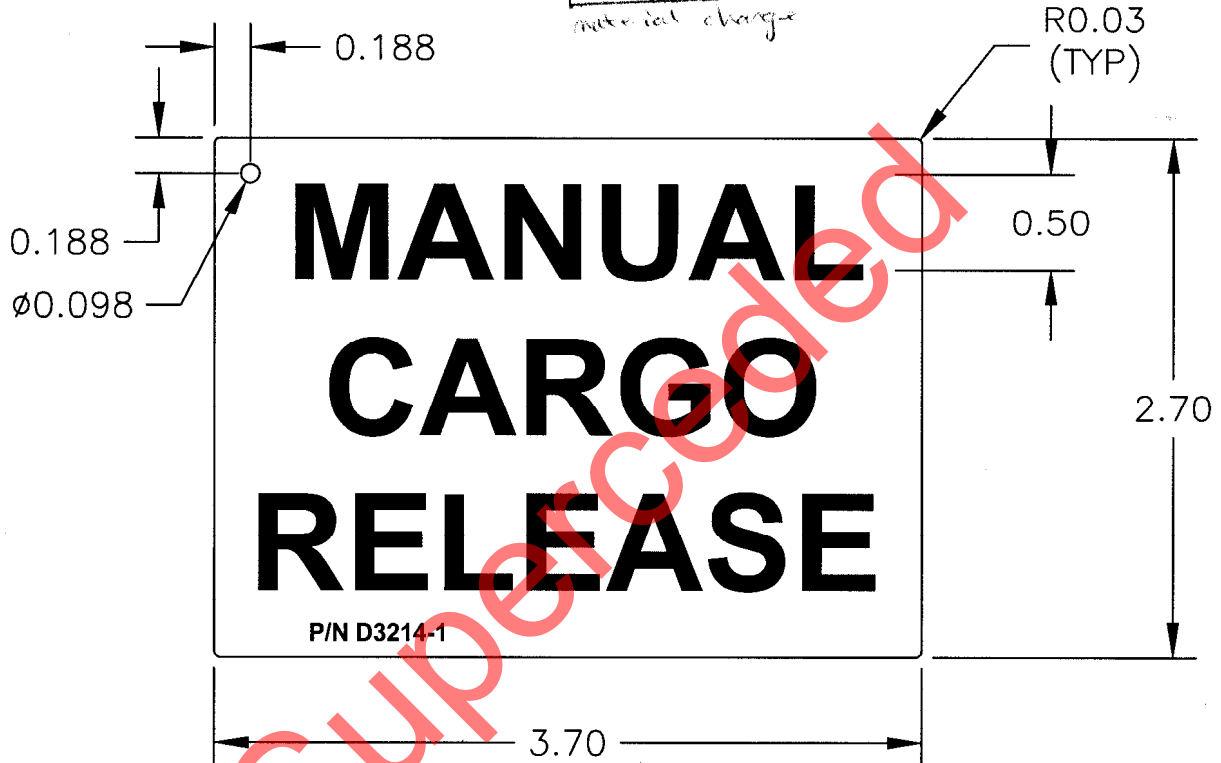 material change
0.188
R0.03
(TYP)
0.188
ø0.098
MANUAL
CARGO
RELEASE
P/N D3214-1
0.50
2.70
3.70
Superceded